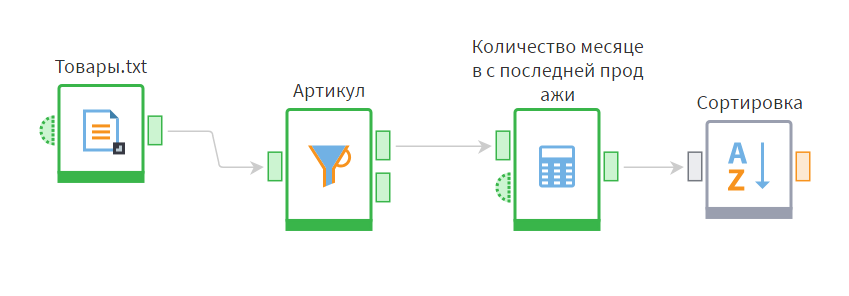 Товары.txt
Артикул
Количество месяце
в с последней прод
ажи
Сортировка
A
Z